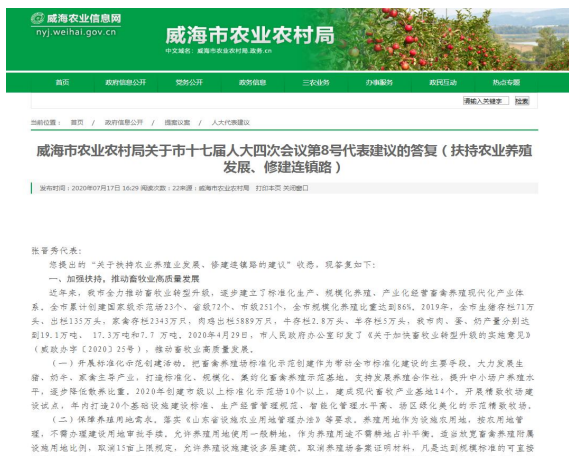 威海农业信息网
nyj.weihai.gov.cn
威海市农业农村局
中文域名：威海市农业农村局.政务.cn
首页 政府信息公开 党务公开 政务信息 三农业务 办事服务 政民互动 热点专题
请输入关键字 检索
当前位置： 首页 / 政府信息公开 / 提案议案 / 人大代表建议
威海市农业农村局关于市十七届人大四次会议第8号代表建议的答复（扶持农业养殖
发展、修建连镇路）
发布时间：2020年07月17日 16:29 阅读次数：22来源：威海市农业农村局 打印本页 关闭窗口
张晋秀代表：
您提出的“关于扶持农业养殖业发展、修建连镇路的建议”收悉，现答复如下：
一、加强扶持，推动畜牧业高质量发展
近年来，我市全力推动畜牧业转型升级，逐步建立了标准化生产、规模化养殖、产业化经营畜禽养殖现代化产业体
系。全市累计创建国家级示范场23个、省级72个、市级251个，全市规模化养殖比重达到86%。2019年，全市生猪存栏71万
头、出栏135万头，家禽存栏2343万只，肉鸡出栏5889万只，牛存栏2.8万头，羊存栏5万头，我市肉、蛋、奶产量分别达
到19.1万吨、 17.3万吨和7.7 万吨。2020年4月29日，市人民政府办公室印发了《关于加快畜牧业转型升级的实施意见》
（威政办字〔2020〕25号），推动畜牧业高质量发展。
（一）开展标准化示范创建活动。把畜禽养殖场标准化示范创建作为带动全市标准化建设的主要手段，大力发展生
猪、奶牛、家禽主导产业，打造标准化、规模化、集约化畜禽养殖示范基地。支持发展养殖合作社，提升中小场户养殖水
平，逐步降低散养比重。2020年创建市级以上标准化示范场10个以上，建成现代畜牧产业基地14个。开展精致牧场建
设试点，年内打造20个基础设施建设标准、生产经营管理规范、智能化管理水平高、场区绿化美化的示范精致牧场。
（二）保障养殖用地需求。落实《山东省设施农业用地管理办法》等要求。养殖用地作为设施农用地，按农用地管
理，不需办理建设用地审批手续。允许养殖用地使用一般耕地，作为养殖用途不需耕地占补平衡。适当放宽畜禽养殖附属
设施用地比例，取消15亩上限规定，允许养殖设施建设多层建筑。取消养殖场备案证明材料，凡是达到规模标准的可直接